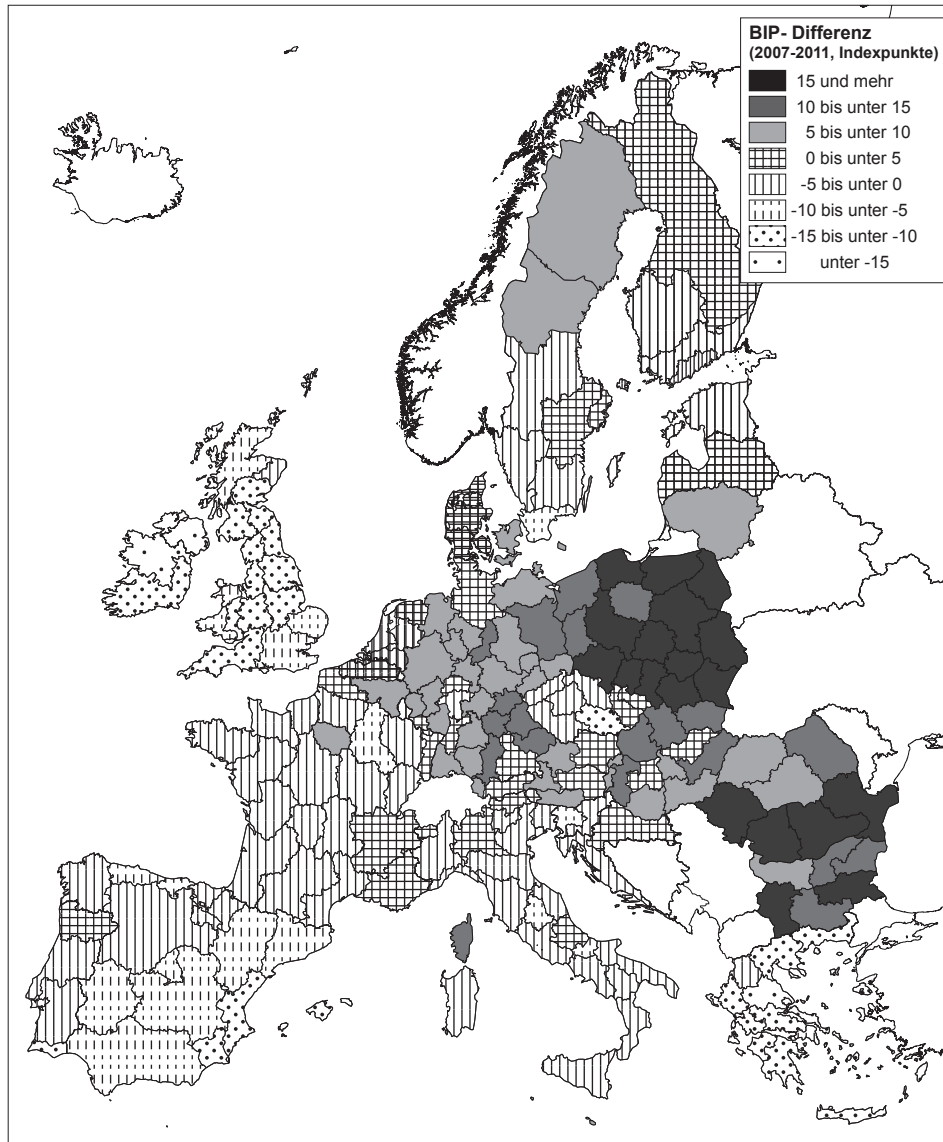 BIP- Differenz
(2007-2011, Indexpunkte)
15 und mehr
10 bis unter 15
5 bis unter 10
0 bis unter 5
-5 bis unter 0
-10 bis unter -5
-15 bis unter -10
unter -15